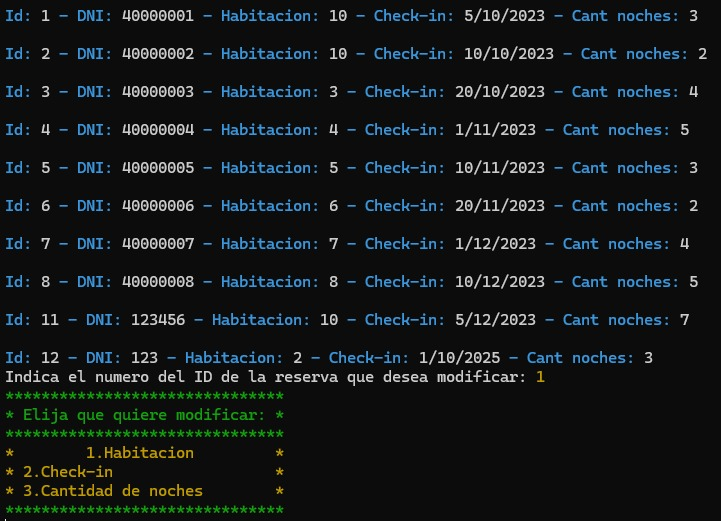 Id: 1 - DNI: 40000001 - Habitacion: 10 - Check-in: 5/10/2023 - Cant noches: 3
Id: 2 - DNI: 40000002 - Habitacion: 10 - Check-in: 10/10/2023 - Cant noches: 2
Id: 3 - DNI: 40000003 - Habitacion: 3 - Check-in: 20/10/2023 - Cant noches: 4
Id: 4 - DNI: 40000004 - Habitacion: 4 - Check-in: 1/11/2023 - Cant noches: 5
Id: 5 - DNI: 40000005 - Habitacion: 5 - Check-in: 10/11/2023 - Cant noches: 3
Id: 6 - DNI: 40000006 - Habitacion: 6 - Check-in: 20/11/2023 - Cant noches: 2
Id: 7 - DNI: 40000007 - Habitacion: 7 - Check-in: 1/12/2023 - Cant noches: 4
Id: 8 - DNI: 40000008 - Habitacion: 8 - Check-in: 10/12/2023 - Cant noches: 5
Id: 11 - DNI: 123456 - Habitacion: 10 - Check-in: 5/12/2023 - Cant noches: 7
Id: 12 - DNI: 123 - Habitacion: 2 - Check-in: 1/10/2025 - Cant noches: 3
Indica el numero del ID de la reserva que desea modificar: 1
*******************************
* Elija que quiere modificar: *
*******************************
*        1.Habitacion         *
* 2.Check-in                  *
* 3.Cantidad de noches        *
*******************************